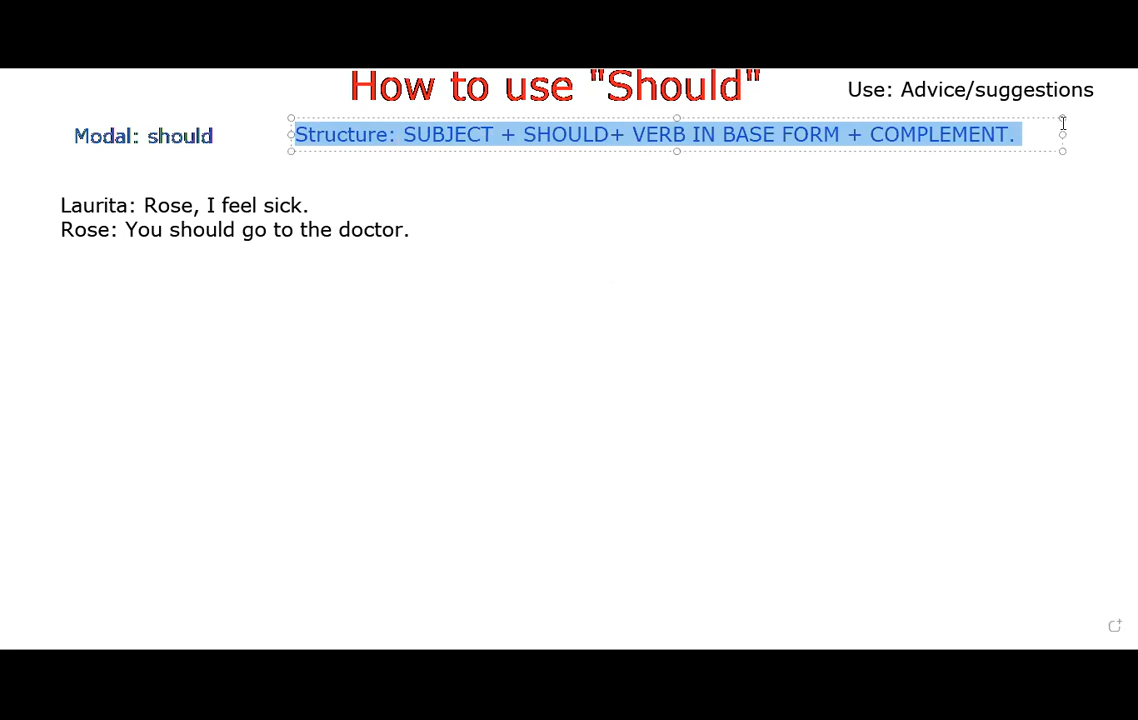 How to use "Should"
Use: Advice/suggestions
Modal: should
Structure: SUBJECT + SHOULD+ VERB IN BASE FORM + COMPLEMENT.
Laurita: Rose, I feel sick.
Rose: You should go to the doctor.